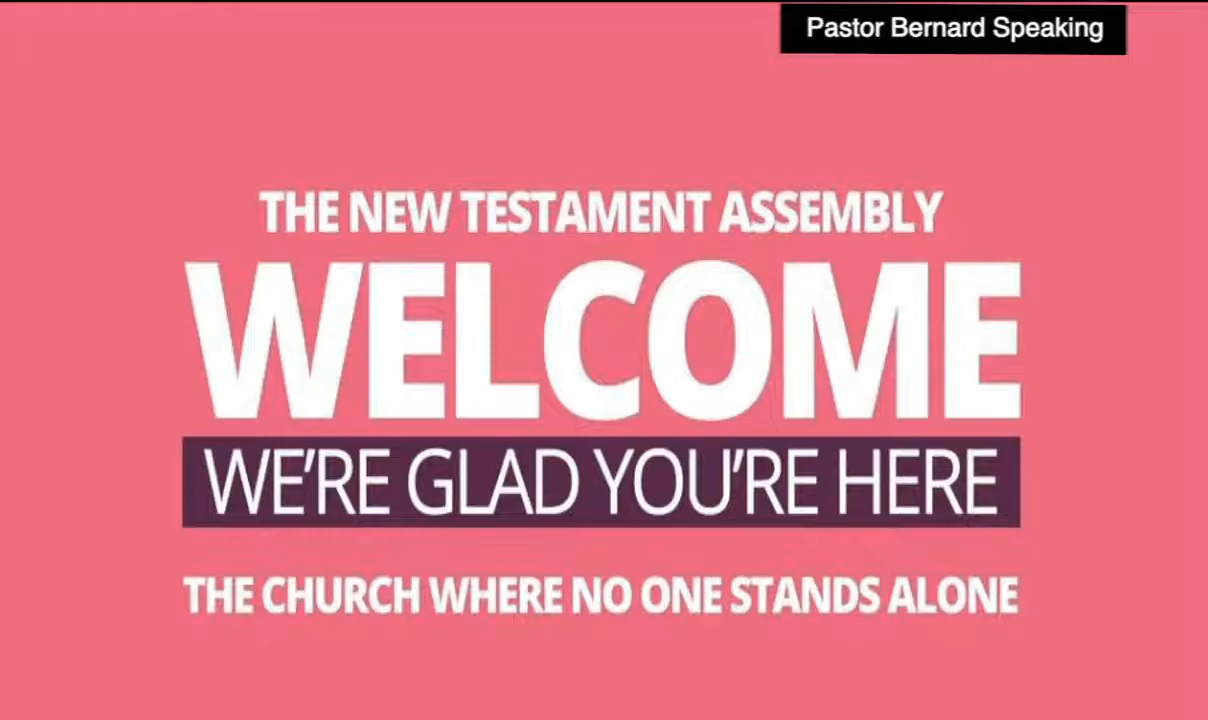 Pastor Bernard Speaking
THE NEW TESTAMENT ASSEMBLY
WELCOME
WE'RE GLAD YOU'RE HERE
THE CHURCH WHERE NO ONE STANDS ALONE